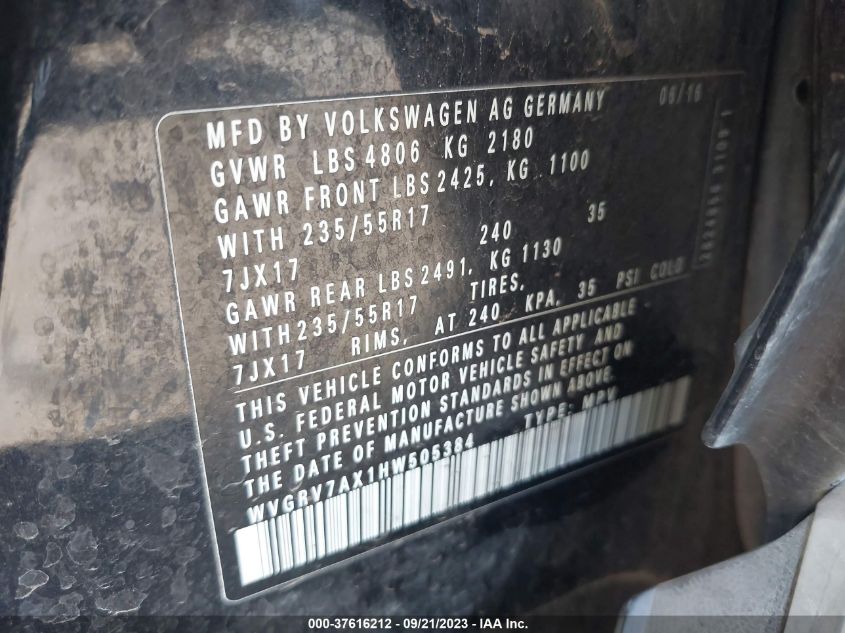 MFD BY VOLKSWAGEN AG GERMANY 06/16
GVWR LBS 4806 KG 2180
GAWR FRONT LBS 2425, KG 1100
WITH 235/55R17
7JX17 240 35
GAWR REAR LBS 2491, KG 1130
WITH 235/55R17 TIRES,
7JX17 RIMS, AT 240 KPA, 35 PSI COLD
THIS VEHICLE CONFORMS TO ALL APPLICABLE
U.S. FEDERAL MOTOR VEHICLE SAFETY AND
THEFT PREVENTION STANDARDS IN EFFECT ON
THE DATE OF MANUFACTURE SHOWN ABOVE.
WVGRV7AX1HW505384 TYPE: MPV
000-37616212 - 09/21/2023 - IAA Inc.